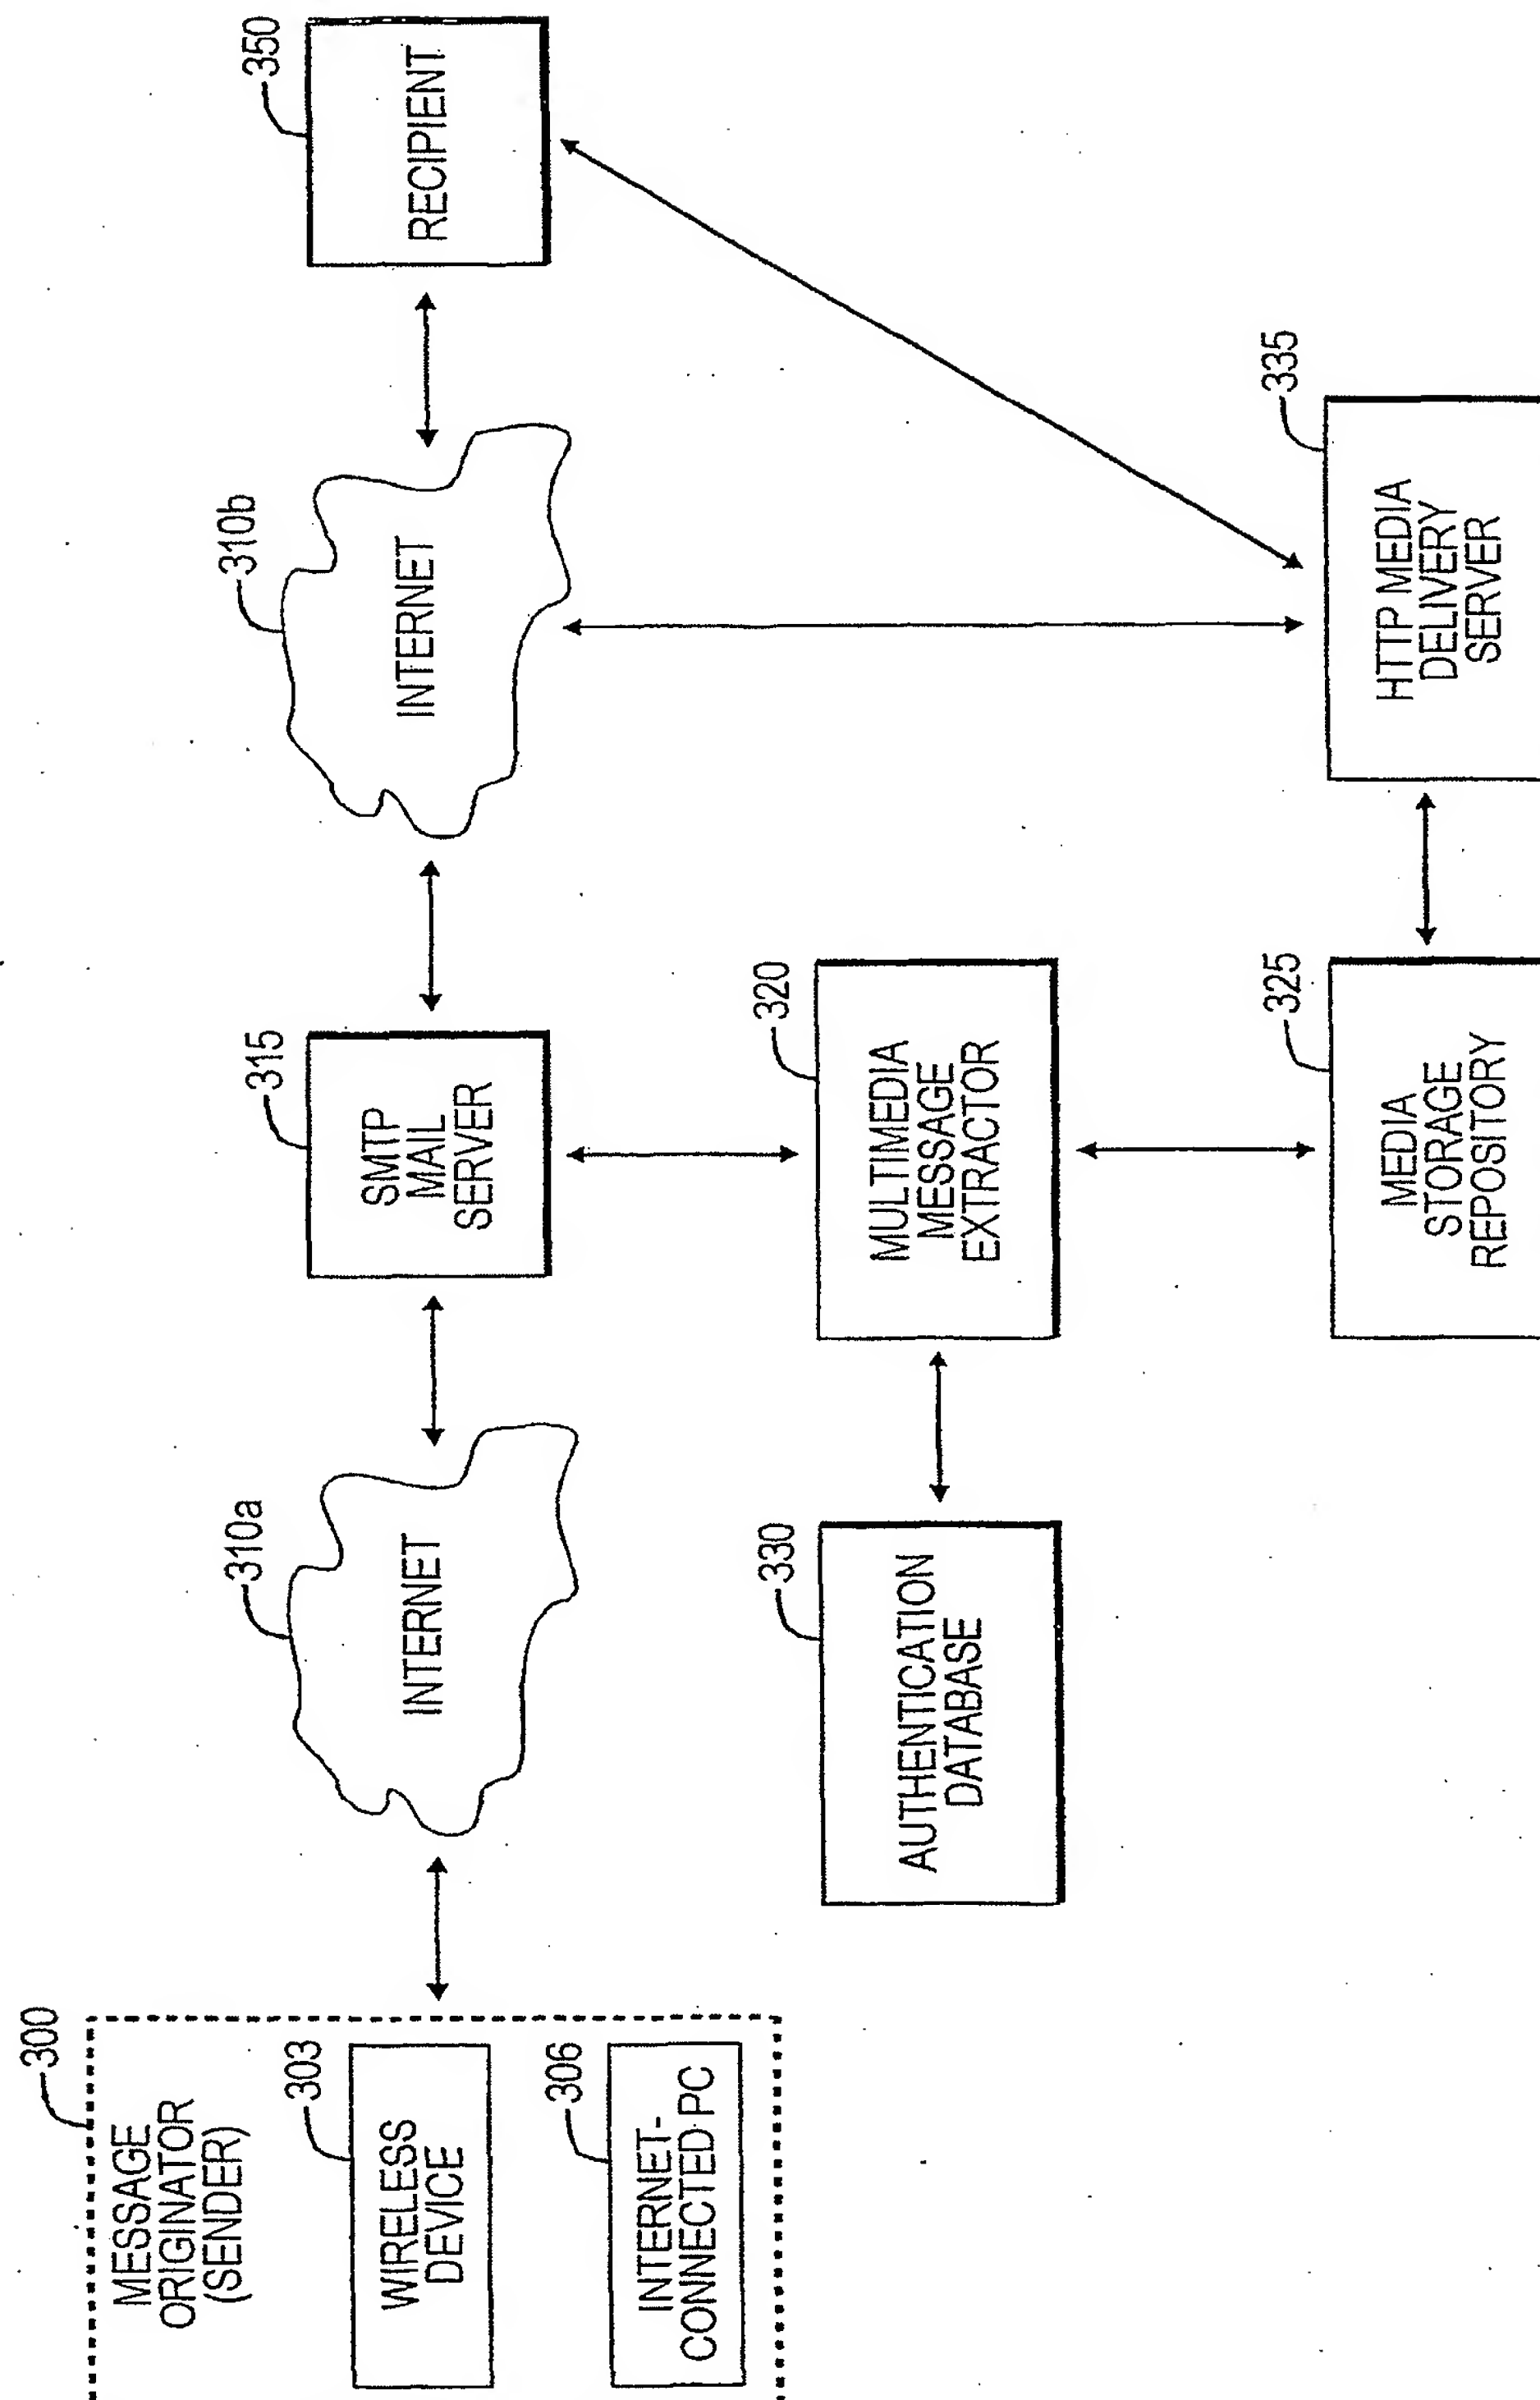 300
MESSAGE
ORIGINATOR
(SENDER)
303
WIRELESS
DEVICE
306
INTERNET-
CONNECTED PC
310a
INTERNET
315
SMTP
MAIL
SERVER
310b
INTERNET
350
RECIPIENT
330
AUTHENTICATION
DATABASE
320
MULTIMEDIA
MESSAGE
EXTRACTOR
325
MEDIA
STORAGE
REPOSITORY
335
HTTP MEDIA
DELIVERY
SERVER